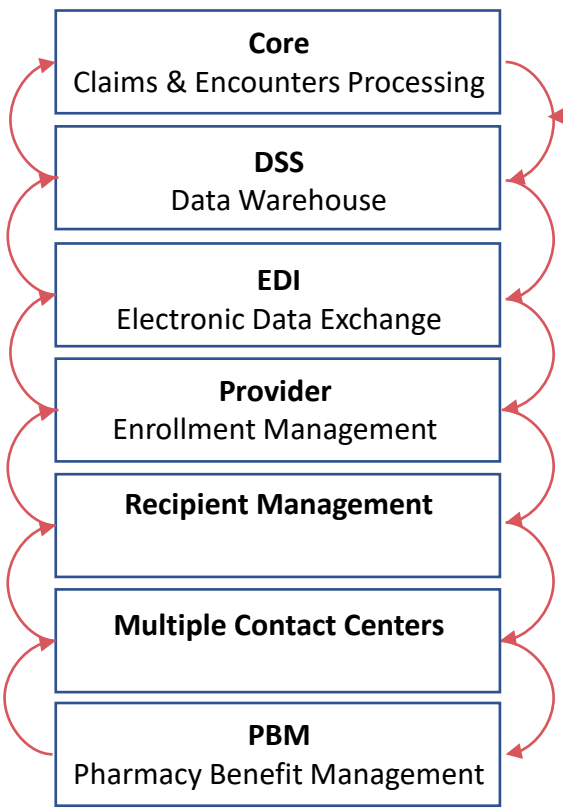 Core
Claims & Encounters Processing
DSS
Data Warehouse
EDI
Electronic Data Exchange
Provider
Enrollment Management
Recipient Management
Multiple Contact Centers
PBM
Pharmacy Benefit Management